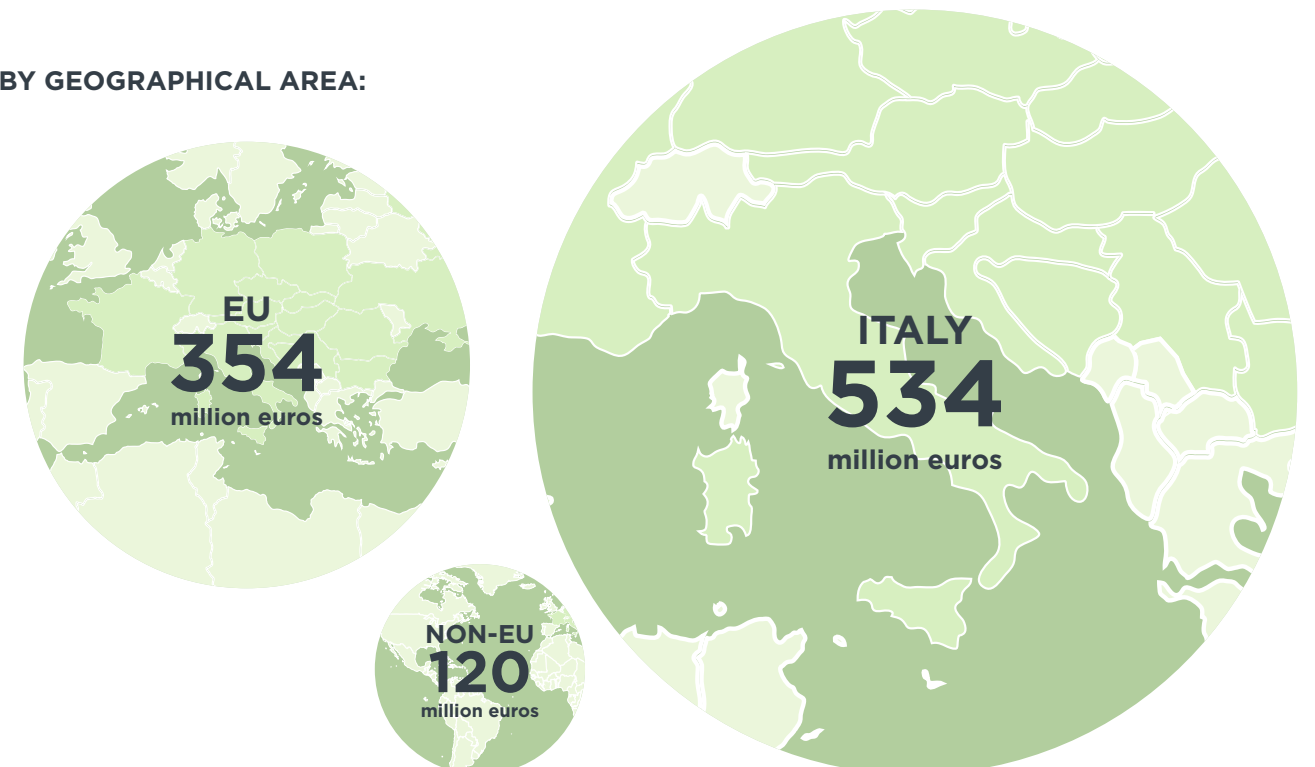 BY GEOGRAPHICAL AREA:
EU
354
million euros
ITALY
534
million euros
NON-EU
120
million euros